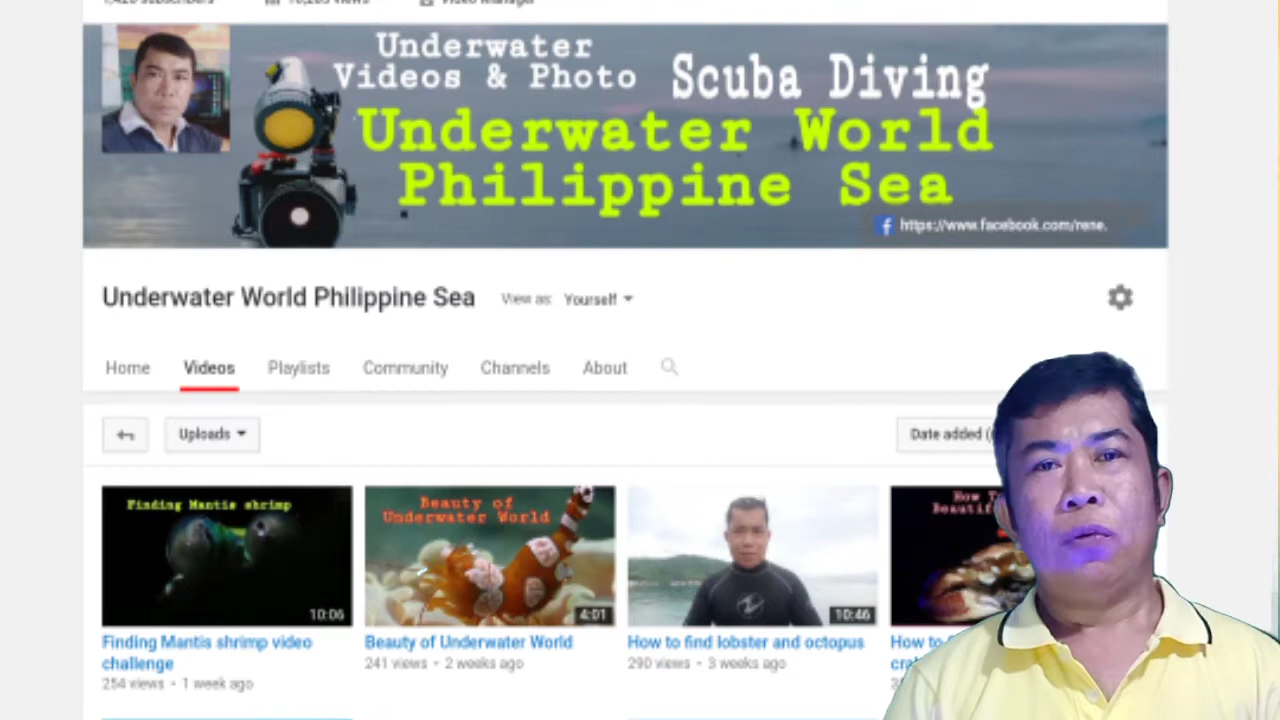 Underwater
Videos & Photo
Scuba Diving
Underwater World
Philippine Sea
https://www.facebook.com/rene.
Underwater World Philippine Sea
View as: Yourself
Home Videos Playlists Community Channels About
Uploads
Date added (
Finding Mantis shrimp
10:06
Beauty of
Underwater World
4:01
10:46
Finding Mantis shrimp video
challenge
254 views • 1 week ago
Beauty of Underwater World
241 views • 2 weeks ago
How to find lobster and octopus
290 views • 3 weeks ago
How